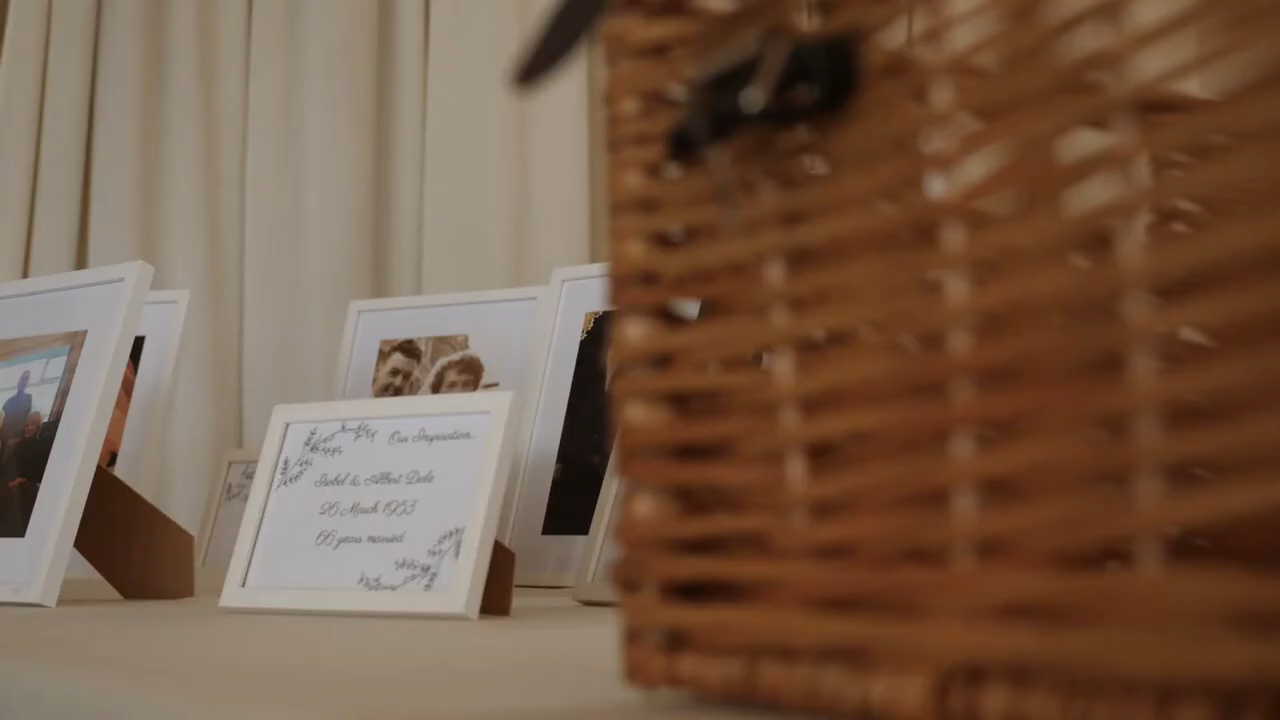 Our Inspiration
Isobel & Albert Dale
26 March 1953
66 years married